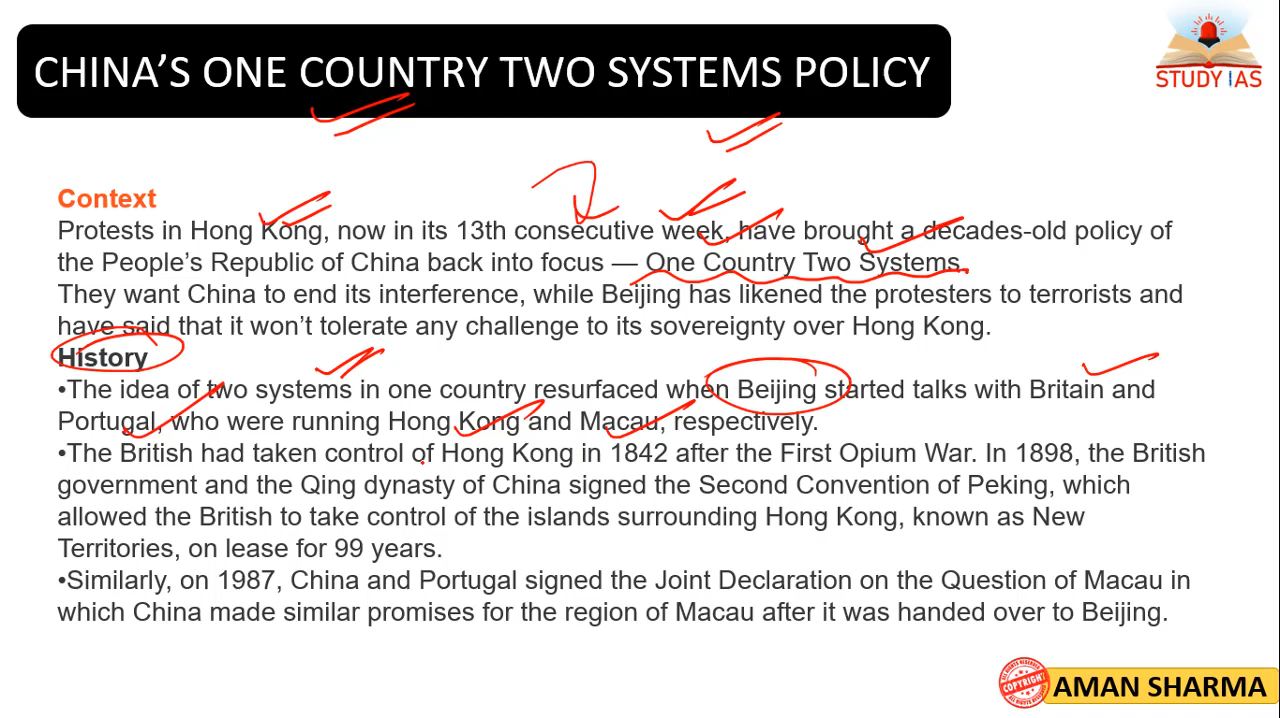 CHINA’S ONE COUNTRY TWO SYSTEMS POLICY
STUDY IAS
Context
Protests in Hong Kong, now in its 13th consecutive week, have brought a decades-old policy of
the People’s Republic of China back into focus — One Country Two Systems.
They want China to end its interference, while Beijing has likened the protesters to terrorists and
have said that it won’t tolerate any challenge to its sovereignty over Hong Kong.
History
•The idea of two systems in one country resurfaced when Beijing started talks with Britain and
Portugal, who were running Hong Kong and Macau, respectively.
•The British had taken control of Hong Kong in 1842 after the First Opium War. In 1898, the British
government and the Qing dynasty of China signed the Second Convention of Peking, which
allowed the British to take control of the islands surrounding Hong Kong, known as New
Territories, on lease for 99 years.
•Similarly, on 1987, China and Portugal signed the Joint Declaration on the Question of Macau in
which China made similar promises for the region of Macau after it was handed over to Beijing.
COPYRIGHT
ALL RIGHTS RESERVED
AMAN SHARMA